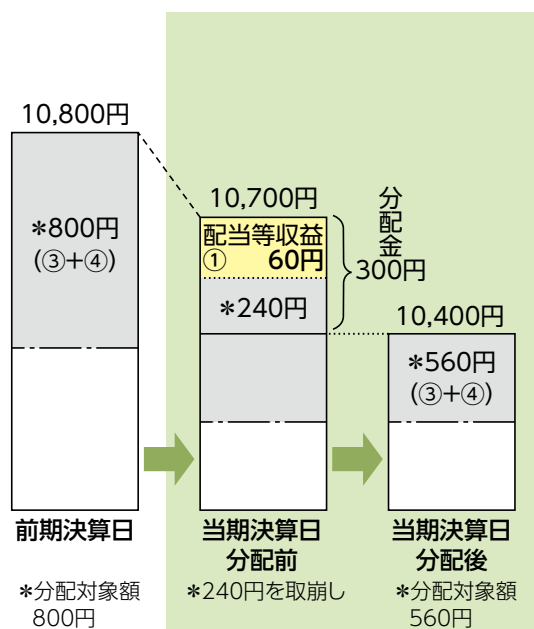 10,800円
*800円
(③+④)
前期決算日
*分配対象額
800円
10,700円
配当等収益
① 60円
*240円
分配金
300円
当期決算日
分配前
*240円を取崩し
10,400円
*560円
(③+④)
当期決算日
分配後
*分配対象額
560円